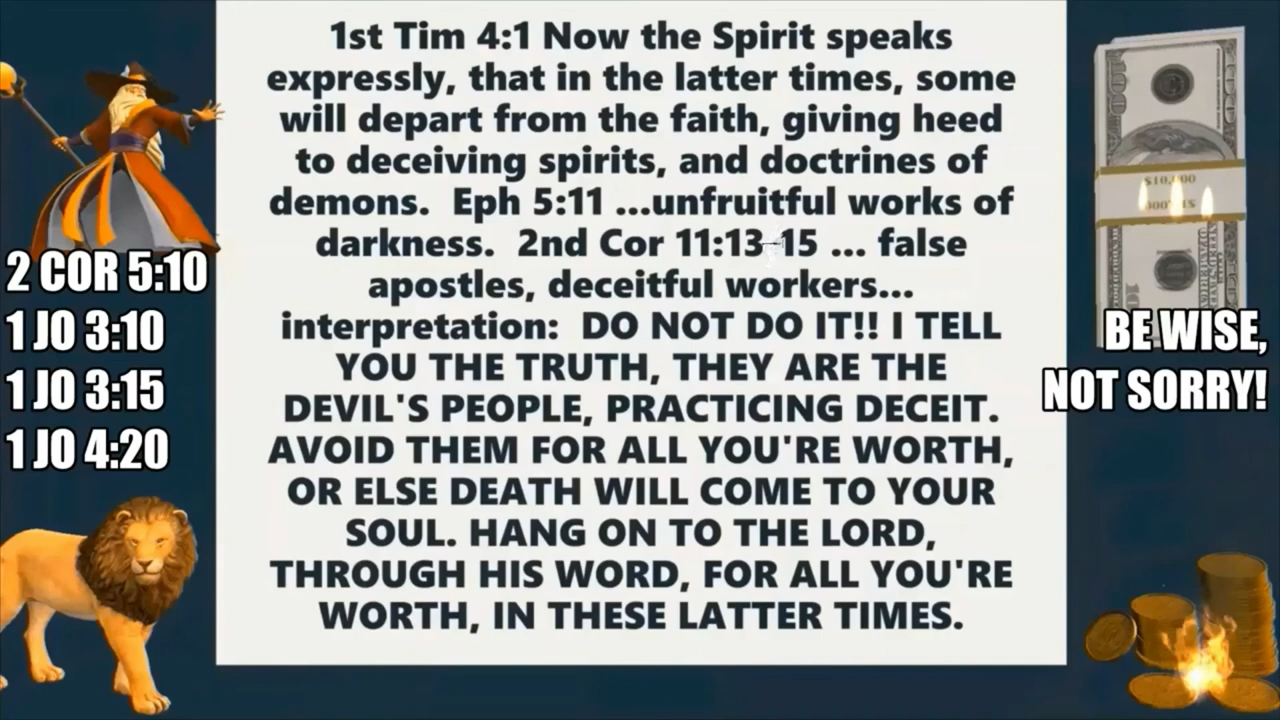 1st Tim 4:1 Now the Spirit speaks
expressly, that in the latter times, some
will depart from the faith, giving heed
to deceiving spirits, and doctrines of
demons.  Eph 5:11 ...unfruitful works of
darkness.  2nd Cor 11:13-15 ... false
apostles, deceitful workers...
interpretation:  DO NOT DO IT!! I TELL
YOU THE TRUTH, THEY ARE THE
DEVIL'S PEOPLE, PRACTICING DECEIT.
AVOID THEM FOR ALL YOU'RE WORTH,
OR ELSE DEATH WILL COME TO YOUR
SOUL. HANG ON TO THE LORD,
THROUGH HIS WORD, FOR ALL YOU'RE
WORTH, IN THESE LATTER TIMES.
2 COR 5:10
1 JO 3:10
1 JO 3:15
1 JO 4:20
100
$10,000
BE WISE,
NOT SORRY!